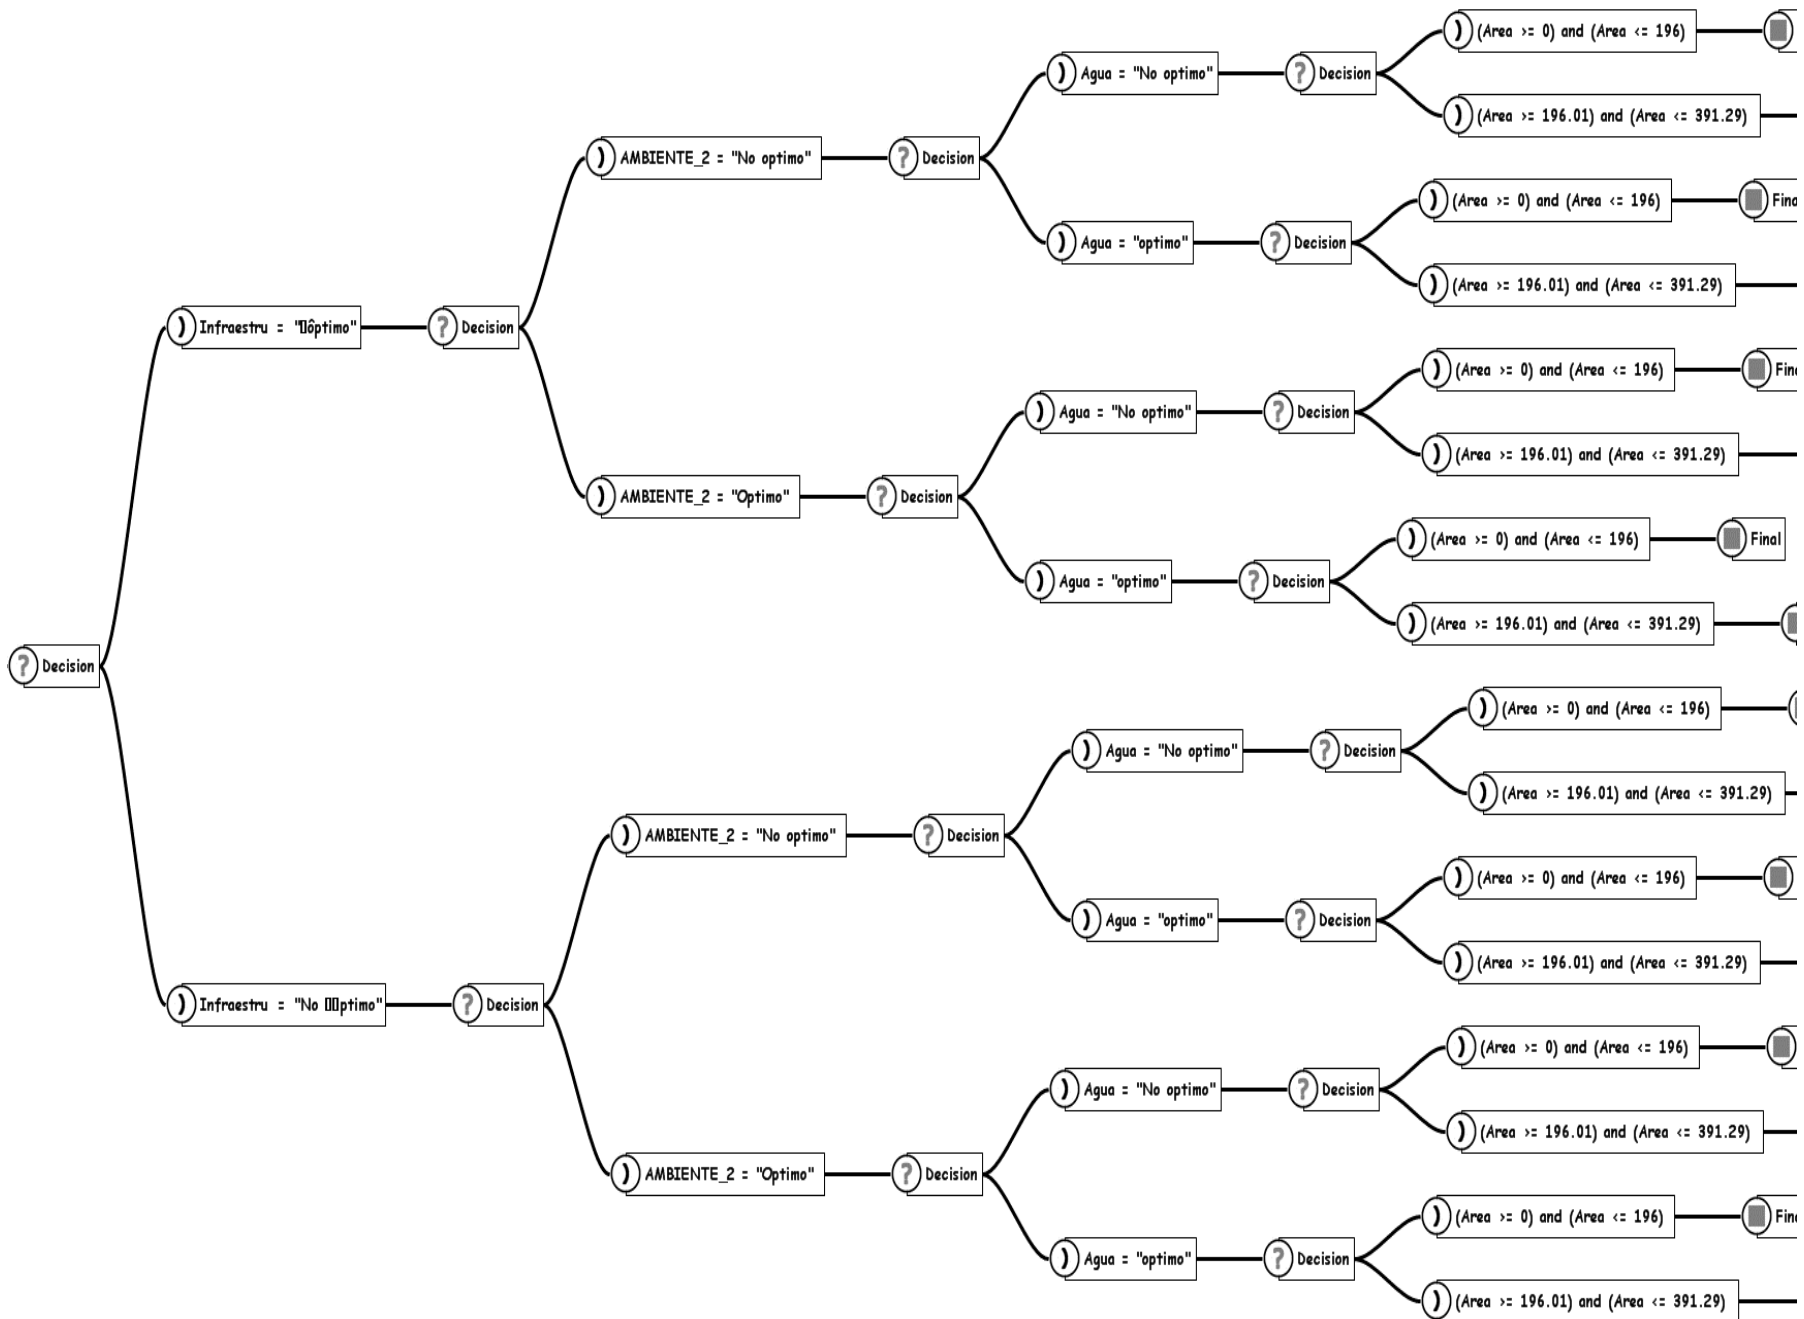 (Area >= 0) and (Area <= 196)
Agua = "No optimo"
? Decision
(Area >= 196.01) and (Area <= 391.29)
AMBIENTE_2 = "No optimo"
? Decision
(Area >= 0) and (Area <= 196)
Agua = "optimo"
? Decision
(Area >= 196.01) and (Area <= 391.29)
Infraestru = "▯ôptimo"
? Decision
(Area >= 0) and (Area <= 196)
Agua = "No optimo"
? Decision
(Area >= 196.01) and (Area <= 391.29)
AMBIENTE_2 = "Optimo"
? Decision
(Area >= 0) and (Area <= 196)
Final
Agua = "optimo"
? Decision
(Area >= 196.01) and (Area <= 391.29)
? Decision
(Area >= 0) and (Area <= 196)
Agua = "No optimo"
? Decision
(Area >= 196.01) and (Area <= 391.29)
AMBIENTE_2 = "No optimo"
? Decision
(Area >= 0) and (Area <= 196)
Agua = "optimo"
? Decision
(Area >= 196.01) and (Area <= 391.29)
Infraestru = "No ▯▯ptimo"
? Decision
(Area >= 0) and (Area <= 196)
Agua = "No optimo"
? Decision
(Area >= 196.01) and (Area <= 391.29)
AMBIENTE_2 = "Optimo"
? Decision
(Area >= 0) and (Area <= 196)
Agua = "optimo"
? Decision
(Area >= 196.01) and (Area <= 391.29)